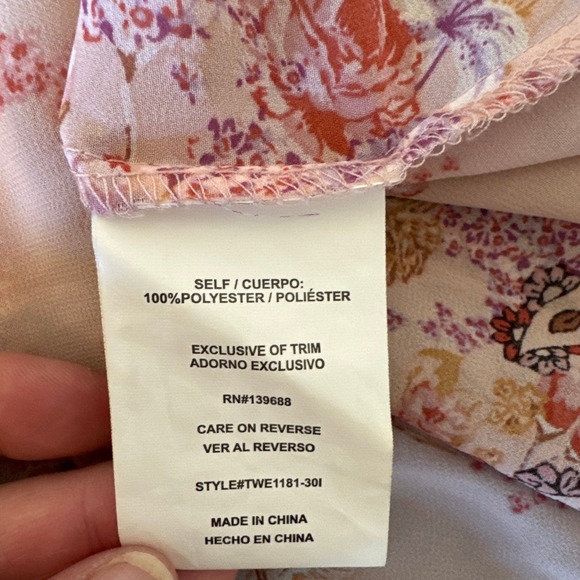 SELF / CUERPO:
100%POLYESTER / POLIÉSTER
EXCLUSIVE OF TRIM
ADORNO EXCLUSIVO
RN#139688
CARE ON REVERSE
VER AL REVERSO
STYLE#TWE1181-30I
MADE IN CHINA
HECHO EN CHINA